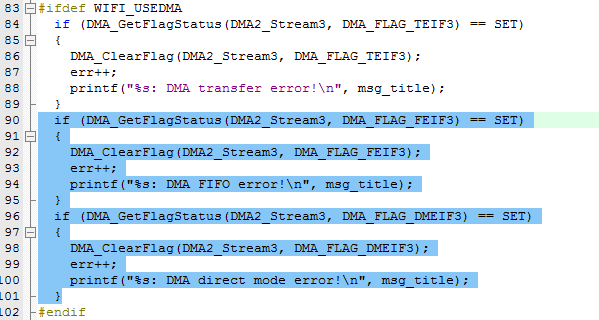 83 #ifdef WIFI_USEDMA
84   if (DMA_GetFlagStatus(DMA2_Stream3, DMA_FLAG_TEIF3) == SET)
85   {
86     DMA_ClearFlag(DMA2_Stream3, DMA_FLAG_TEIF3);
87     err++;
88     printf("%s: DMA transfer error!\n", msg_title);
89   }
90   if (DMA_GetFlagStatus(DMA2_Stream3, DMA_FLAG_FEIF3) == SET)
91   {
92     DMA_ClearFlag(DMA2_Stream3, DMA_FLAG_FEIF3);
93     err++;
94     printf("%s: DMA FIFO error!\n", msg_title);
95   }
96   if (DMA_GetFlagStatus(DMA2_Stream3, DMA_FLAG_DMEIF3) == SET)
97   {
98     DMA_ClearFlag(DMA2_Stream3, DMA_FLAG_DMEIF3);
99     err++;
100     printf("%s: DMA direct mode error!\n", msg_title);
101   }
102 #endif